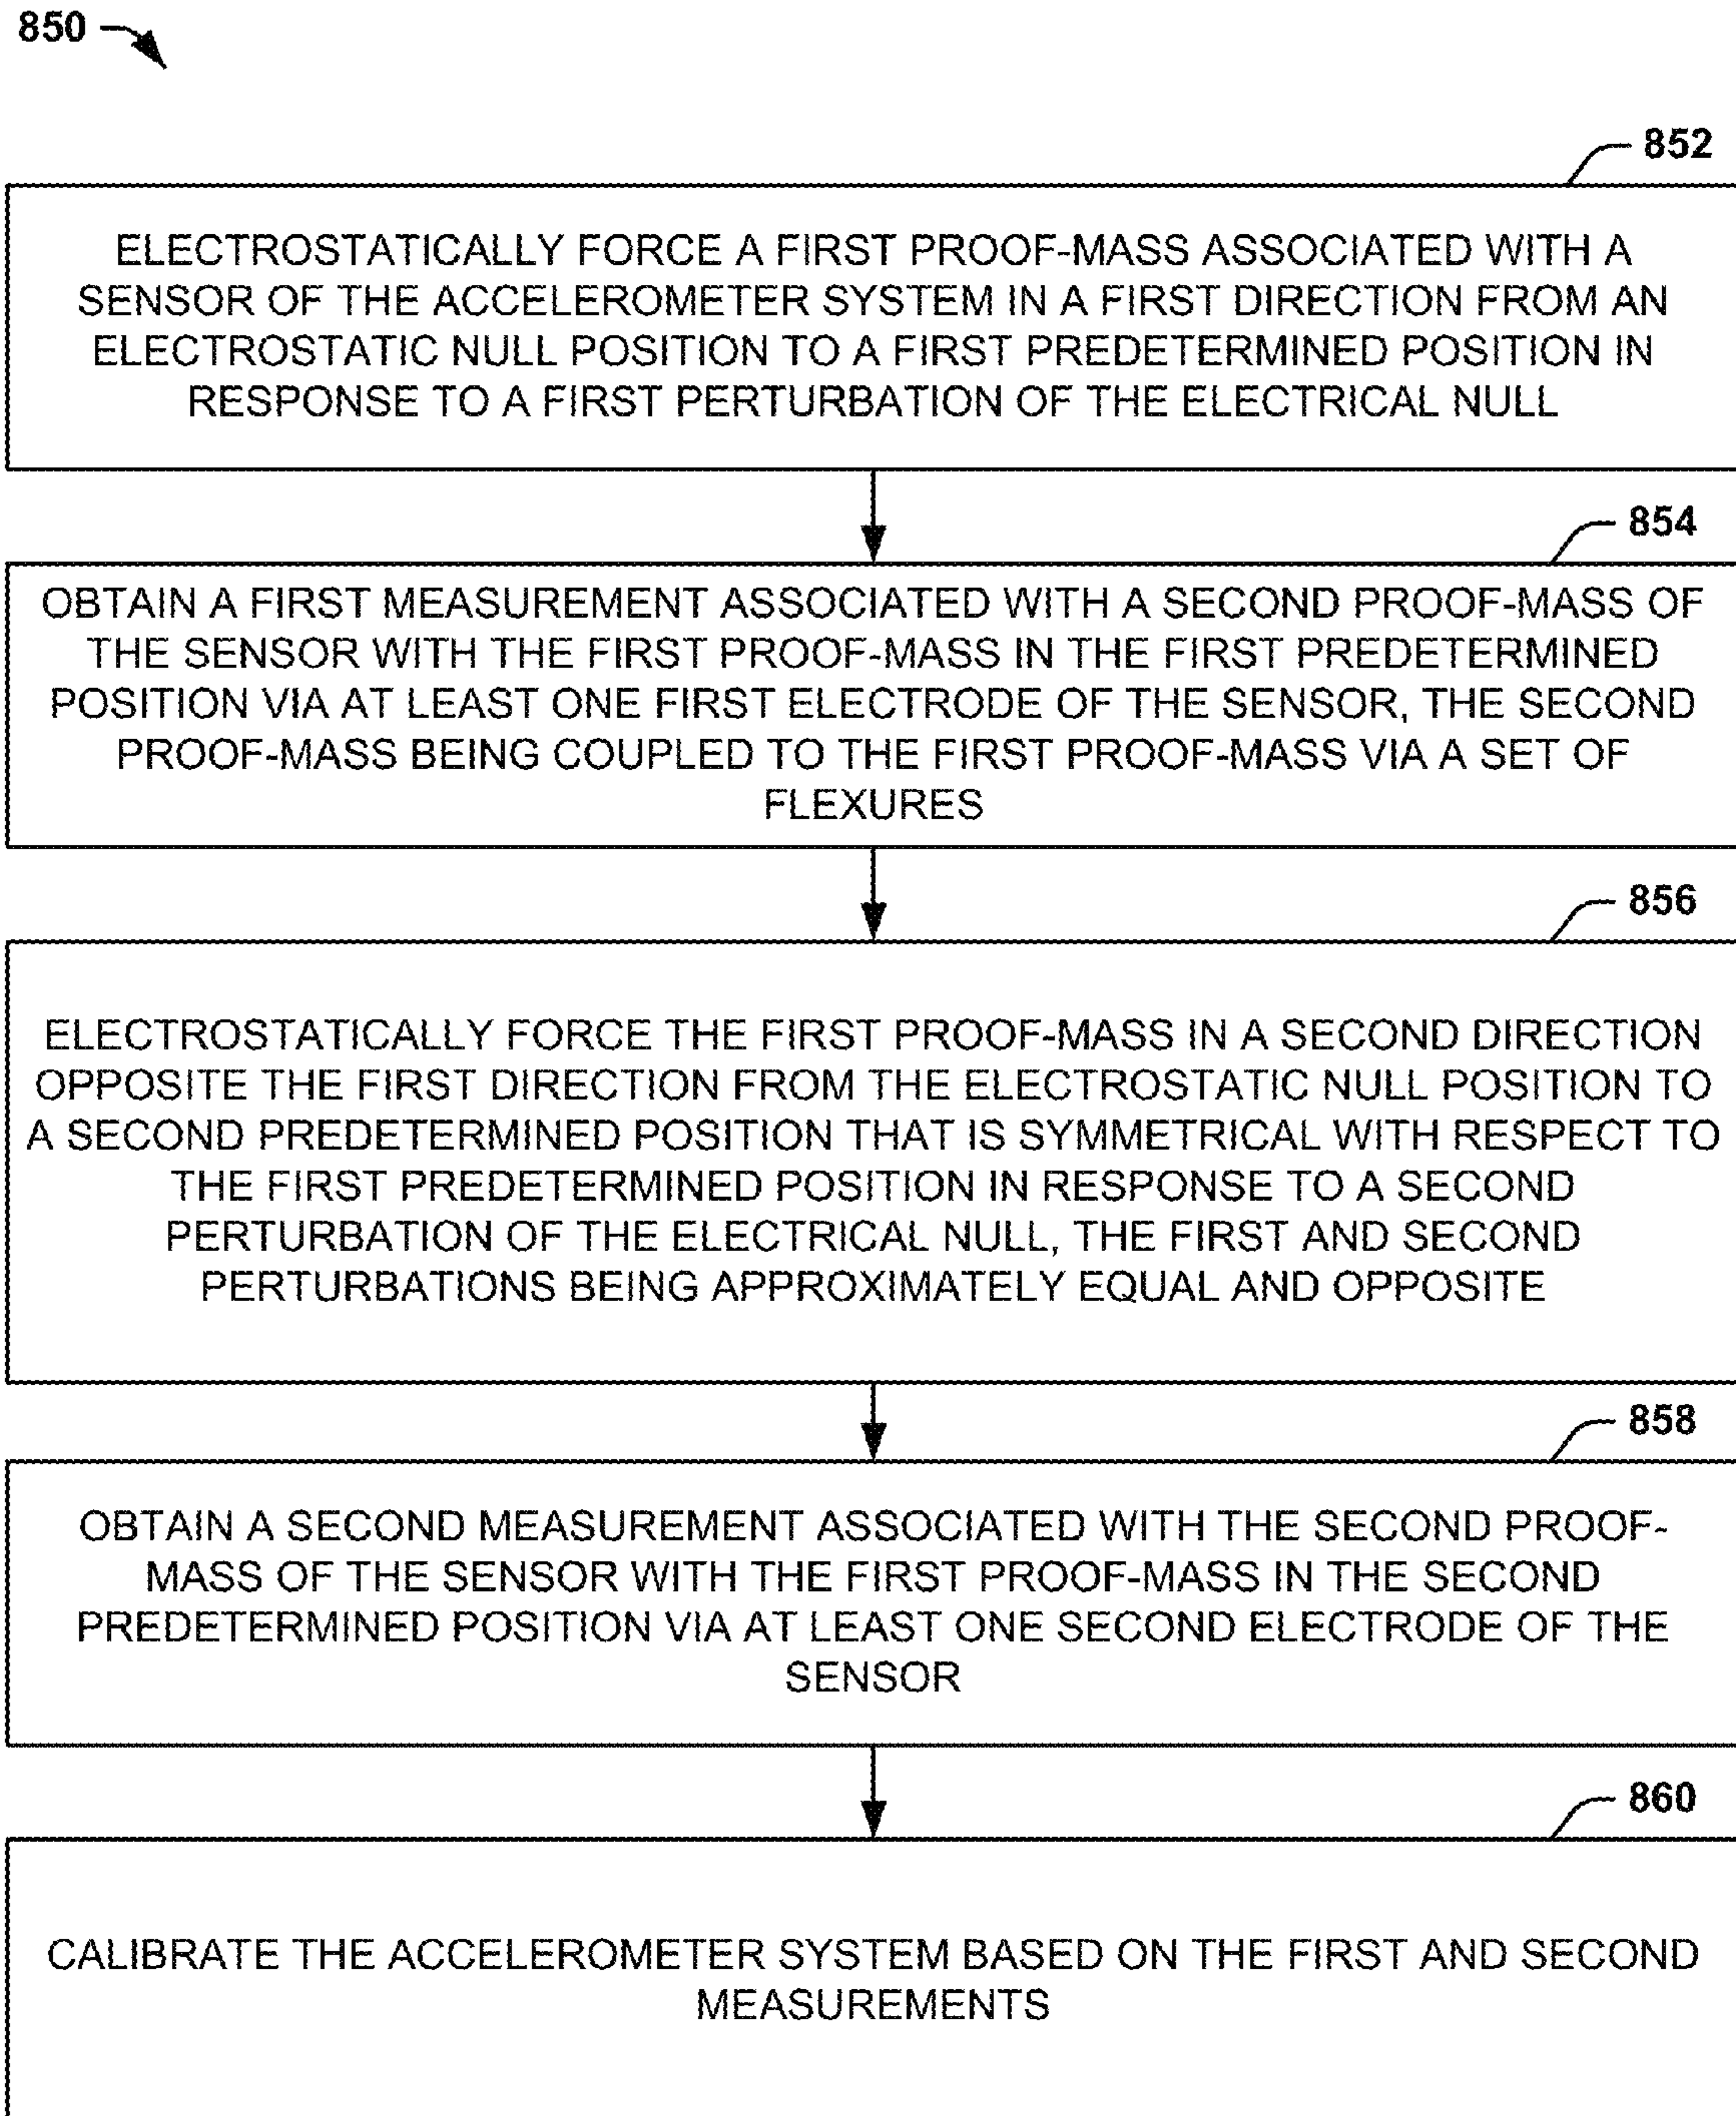 850
852
ELECTROSTATICALLY FORCE A FIRST PROOF-MASS ASSOCIATED WITH A
SENSOR OF THE ACCELEROMETER SYSTEM IN A FIRST DIRECTION FROM AN
ELECTROSTATIC NULL POSITION TO A FIRST PREDETERMINED POSITION IN
RESPONSE TO A FIRST PERTURBATION OF THE ELECTRICAL NULL
854
OBTAIN A FIRST MEASUREMENT ASSOCIATED WITH A SECOND PROOF-MASS OF
THE SENSOR WITH THE FIRST PROOF-MASS IN THE FIRST PREDETERMINED
POSITION VIA AT LEAST ONE FIRST ELECTRODE OF THE SENSOR, THE SECOND
PROOF-MASS BEING COUPLED TO THE FIRST PROOF-MASS VIA A SET OF
FLEXURES
856
ELECTROSTATICALLY FORCE THE FIRST PROOF-MASS IN A SECOND DIRECTION
OPPOSITE THE FIRST DIRECTION FROM THE ELECTROSTATIC NULL POSITION TO
A SECOND PREDETERMINED POSITION THAT IS SYMMETRICAL WITH RESPECT TO
THE FIRST PREDETERMINED POSITION IN RESPONSE TO A SECOND
PERTURBATION OF THE ELECTRICAL NULL, THE FIRST AND SECOND
PERTURBATIONS BEING APPROXIMATELY EQUAL AND OPPOSITE
858
OBTAIN A SECOND MEASUREMENT ASSOCIATED WITH THE SECOND PROOF-
MASS OF THE SENSOR WITH THE FIRST PROOF-MASS IN THE SECOND
PREDETERMINED POSITION VIA AT LEAST ONE SECOND ELECTRODE OF THE
SENSOR
860
CALIBRATE THE ACCELEROMETER SYSTEM BASED ON THE FIRST AND SECOND
MEASUREMENTS